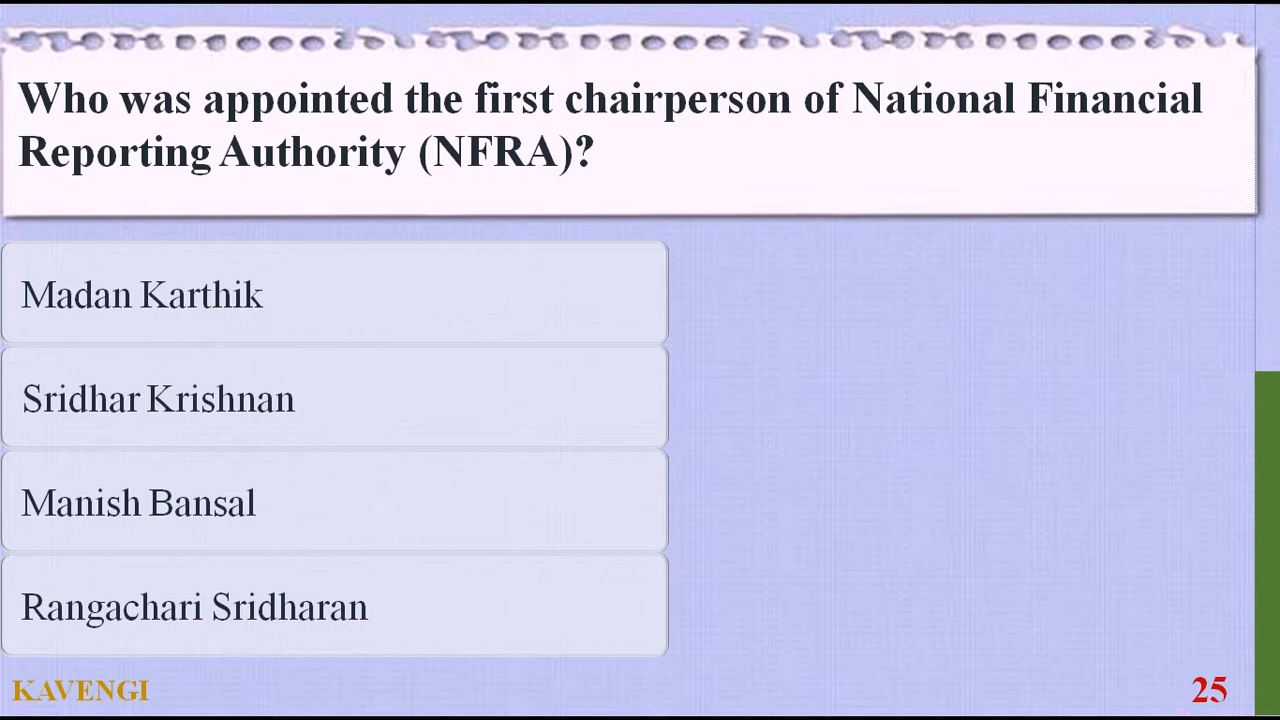 Who was appointed the first chairperson of National Financial
Reporting Authority (NFRA)?
Madan Karthik
Sridhar Krishnan
Manish Bansal
Rangachari Sridharan
KAVENGI
25